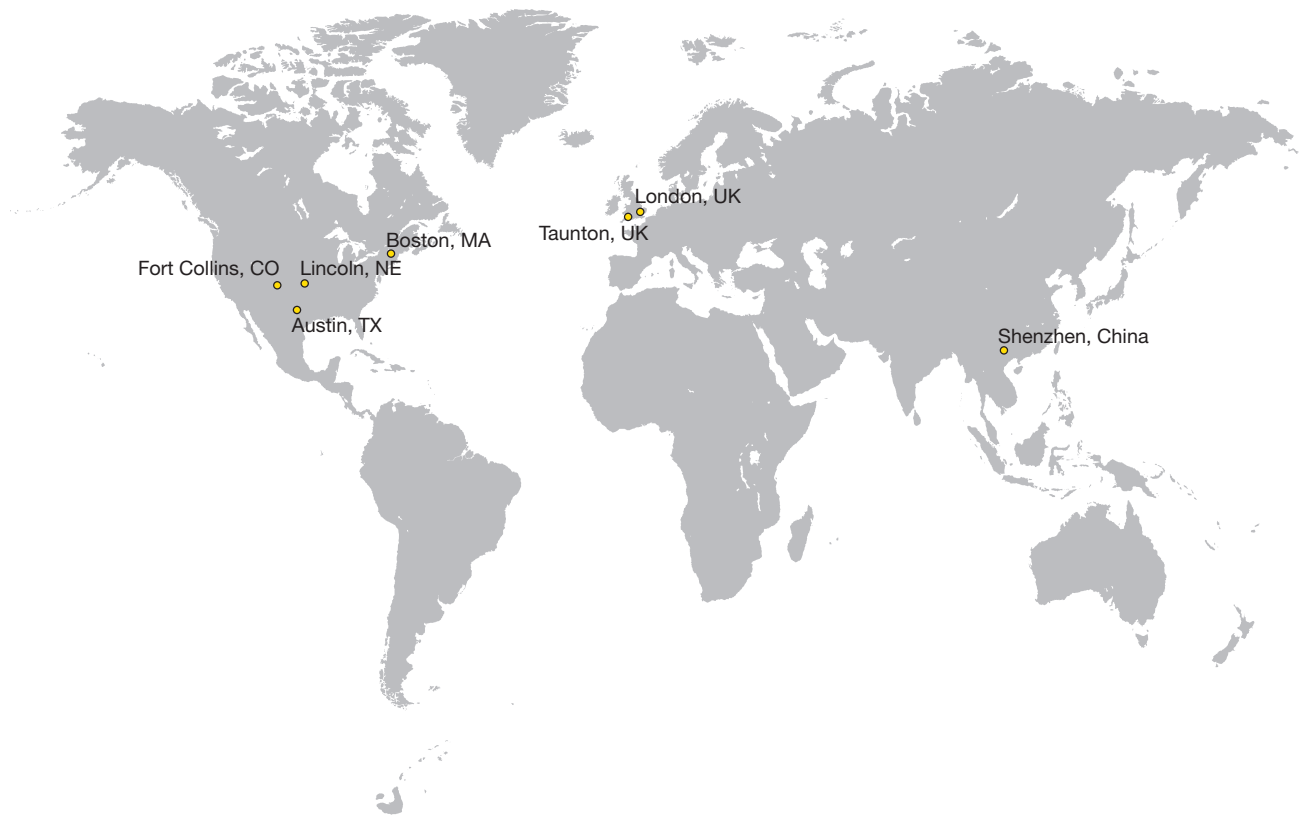 London, UK
Taunton, UK
Boston, MA
Fort Collins, CO
Lincoln, NE
Austin, TX
Shenzhen, China